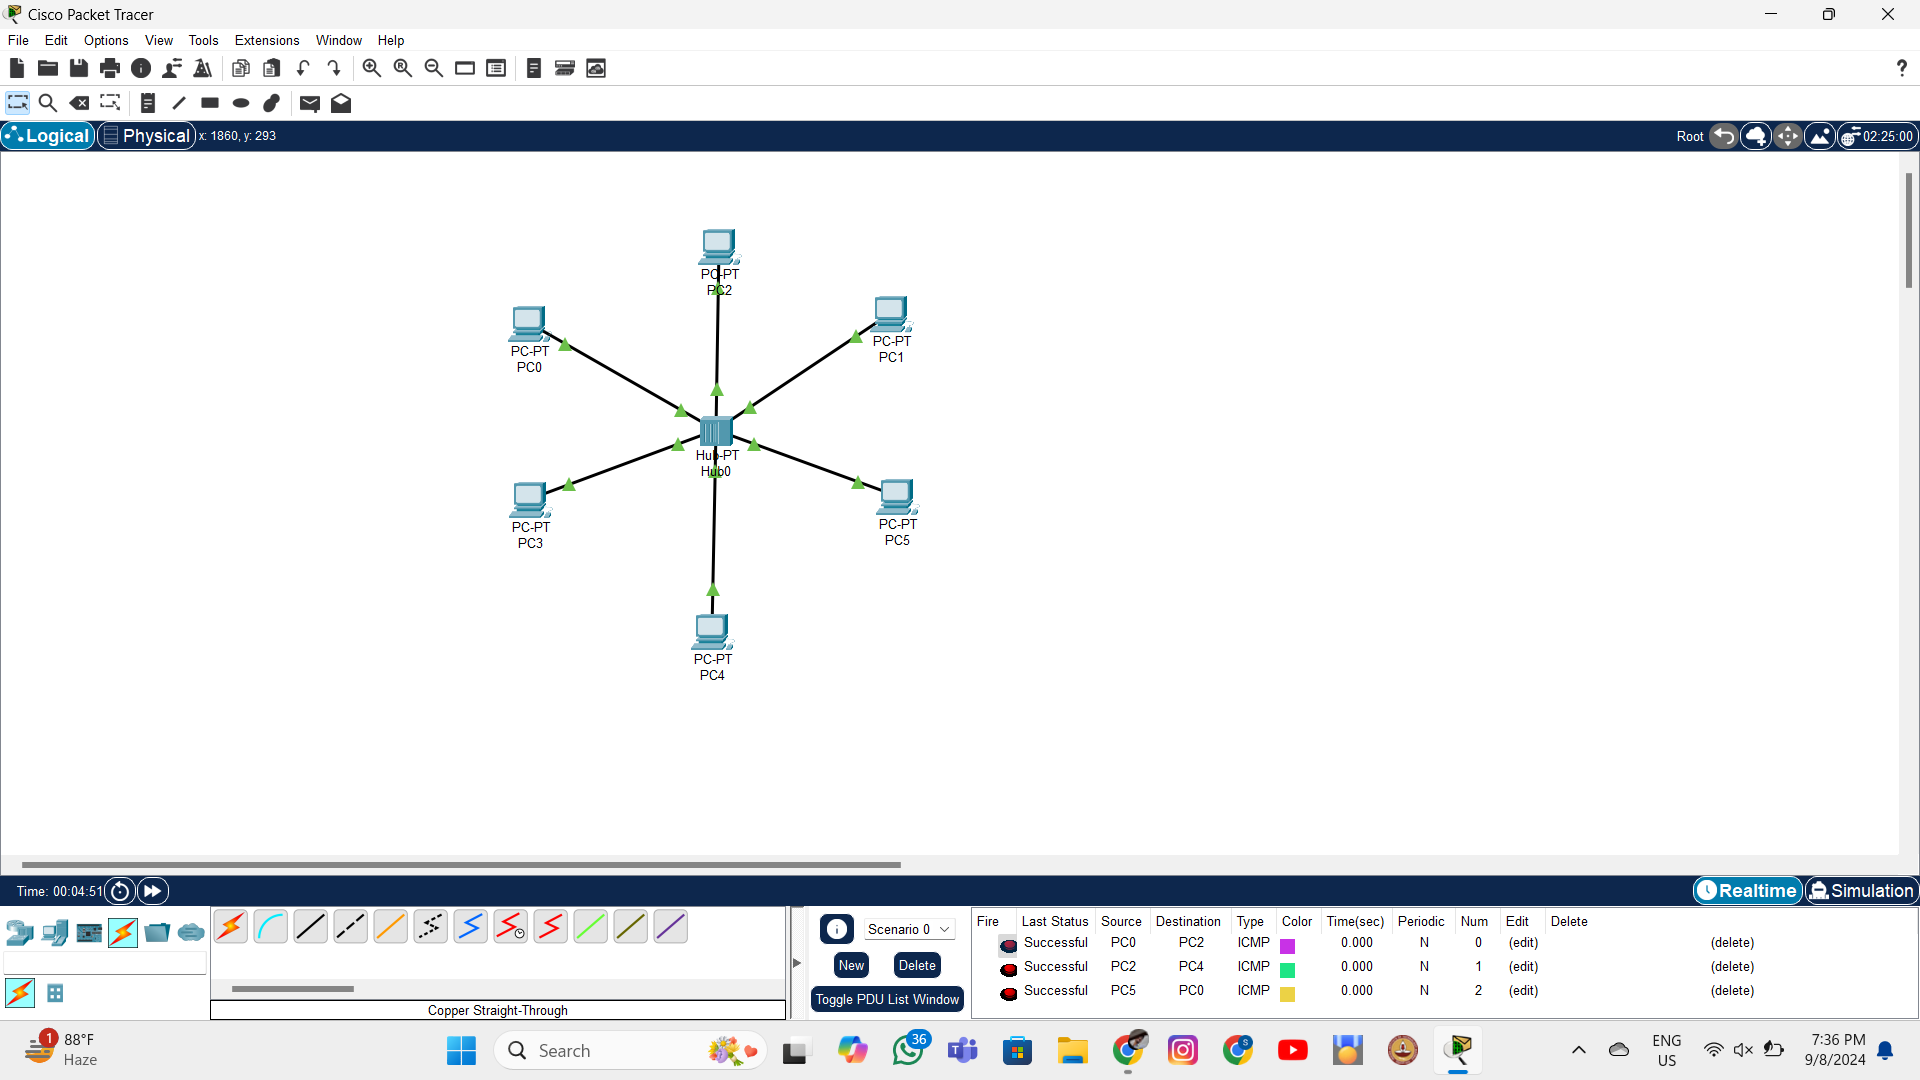 Cisco Packet Tracer
File Edit Options View Tools Extensions Window Help
?
Logical Physical x: 1860, y: 293 Root 02:25:00
PC-PT
PC2
PC-PT
PC0
PC-PT
PC1
Hub-PT
Hub0
PC-PT
PC3
PC-PT
PC5
PC-PT
PC4
Time: 00:04:51 Realtime Simulation
Scenario 0
New Delete
Toggle PDU List Window
Copper Straight-Through
Fire Last Status Source Destination Type Color Time(sec) Periodic Num Edit Delete
Successful PC0 PC2 ICMP 0.000 N 0 (edit) (delete)
Successful PC2 PC4 ICMP 0.000 N 1 (edit) (delete)
Successful PC5 PC0 ICMP 0.000 N 2 (edit) (delete)
1 88°F
Haze
Search
36
ENG
US
7:36 PM
9/8/2024